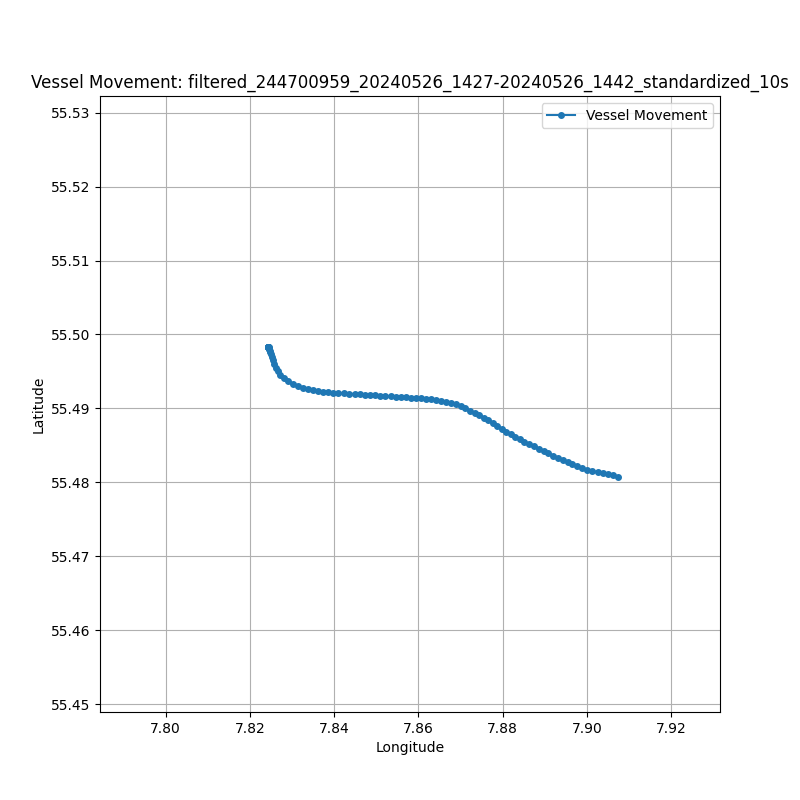 Vessel Movement: filtered_244700959_20240526_1427-20240526_1442_standardized_10s
Vessel Movement
55.53
55.52
55.51
55.50
55.49
55.48
55.47
55.46
55.45
Latitude
7.80 7.82 7.84 7.86 7.88 7.90 7.92
Longitude